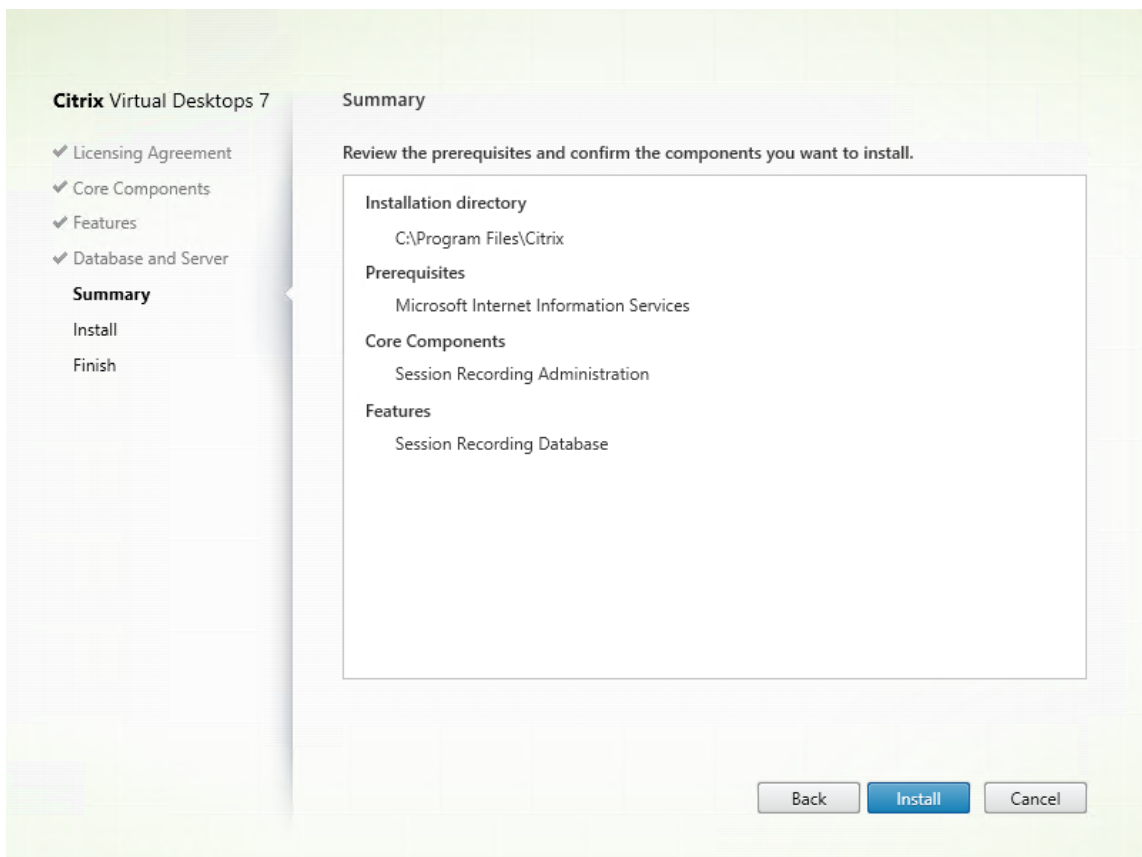 Citrix Virtual Desktops 7
Licensing Agreement
Core Components
Features
Database and Server
Summary
Install
Finish
Summary
Review the prerequisites and confirm the components you want to install.
Installation directory
C:\Program Files\Citrix
Prerequisites
Microsoft Internet Information Services
Core Components
Session Recording Administration
Features
Session Recording Database
Back
Install
Cancel